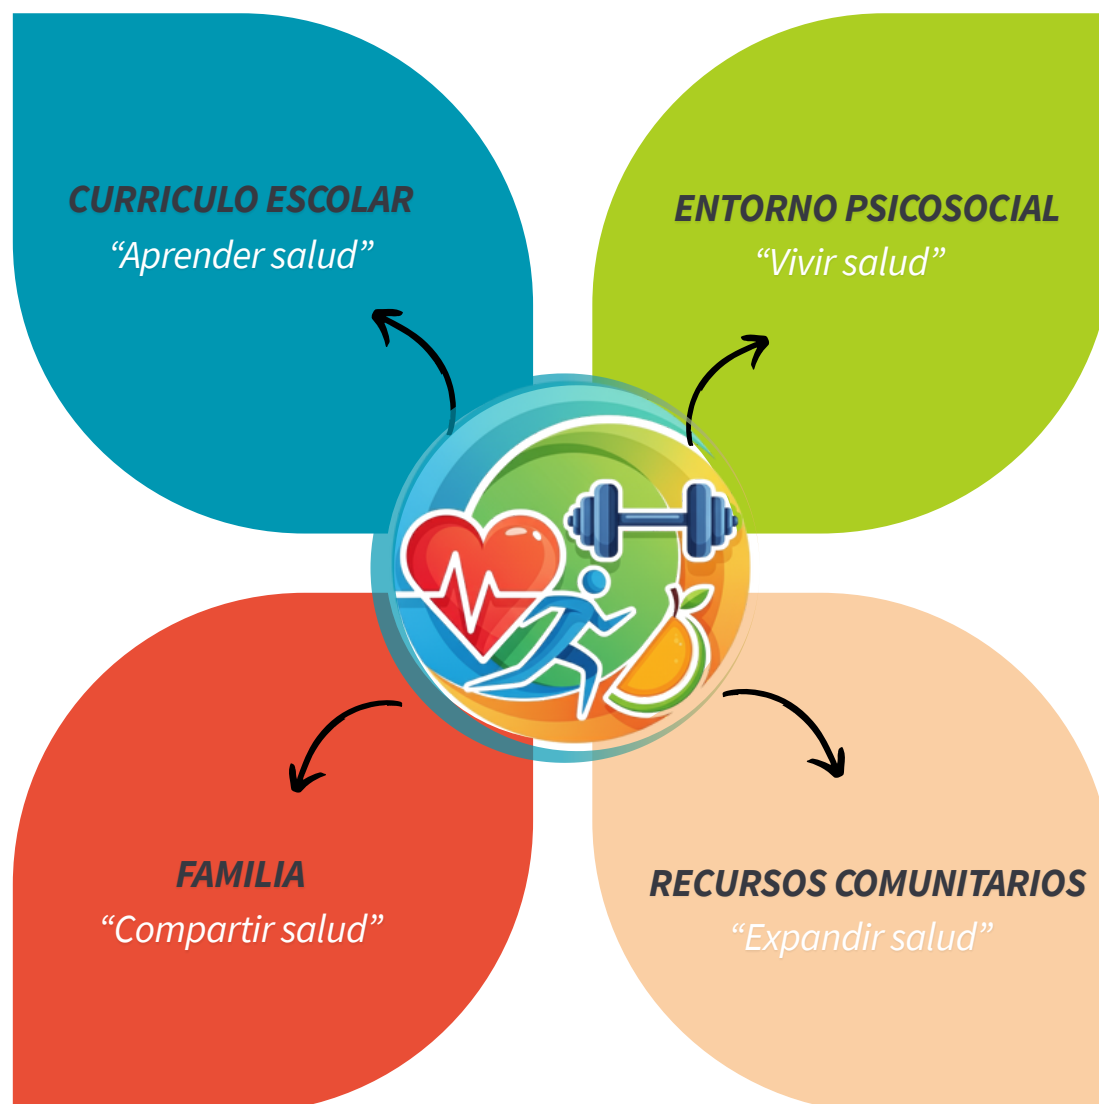 CURRICULO ESCOLAR
“Aprender salud”
ENTORNO PSICOSOCIAL
“Vivir salud”
FAMILIA
“Compartir salud”
RECURSOS COMUNITARIOS
“Expandir salud”